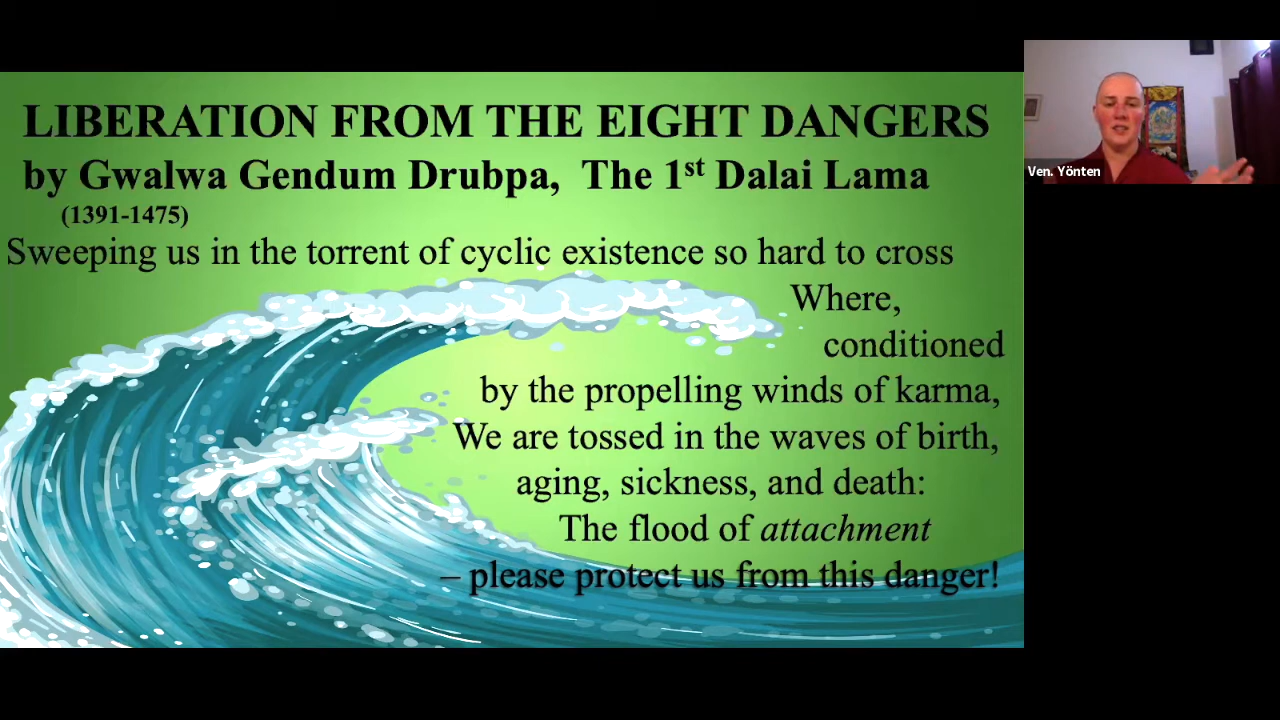 LIBERATION FROM THE EIGHT DANGERS
by Gwalwa Gendum Drubpa, The 1st Dalai Lama
(1391-1475)
Sweeping us in the torrent of cyclic existence so hard to cross
Where,
conditioned
by the propelling winds of karma,
We are tossed in the waves of birth,
aging, sickness, and death:
The flood of attachment
– please protect us from this danger!
Ven. Yönten